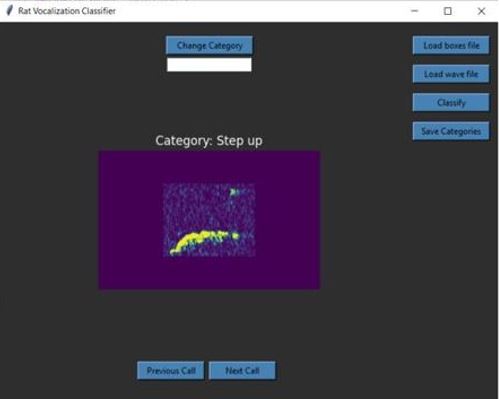 Rat Vocalization Classifier
Change Category
Load boxes file
Load wave file
Classify
Save Categories
Category: Step up
Previous Call
Next Call